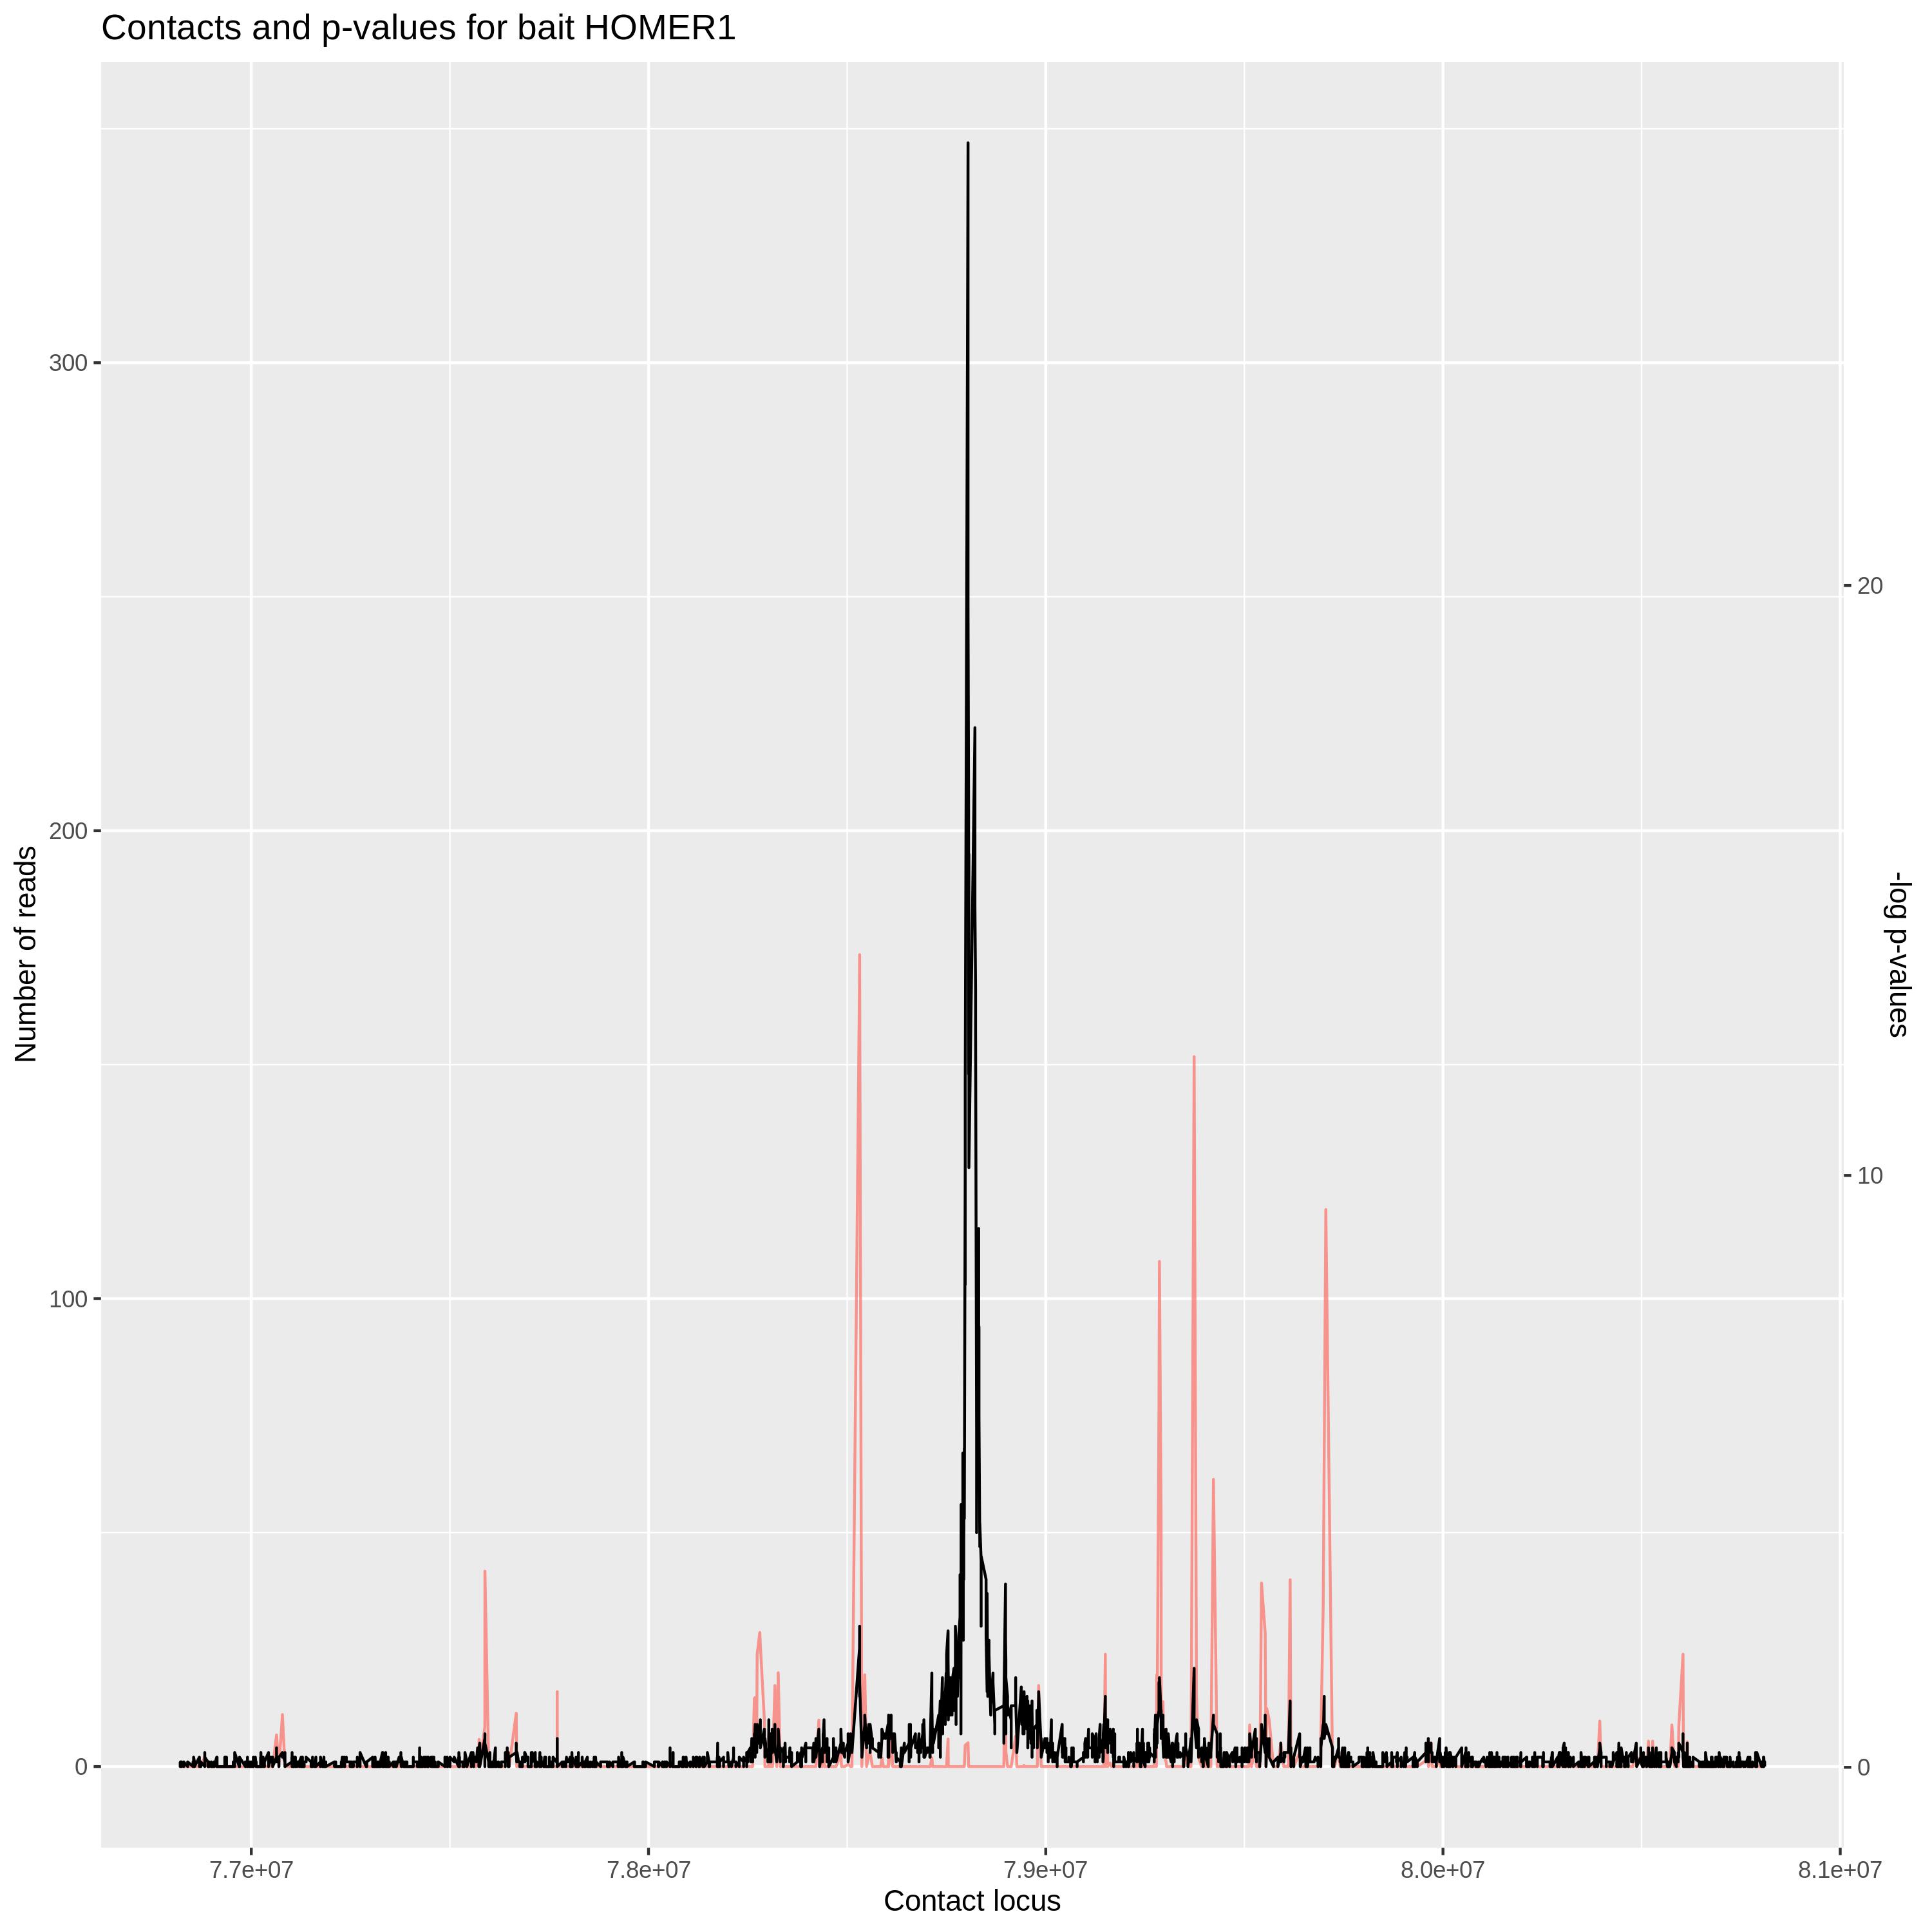 Contacts and p-values for bait HOMER1
Number of reads
300
200
100
0
20
10
0
-log p-values
7.7e+07
7.8e+07
7.9e+07
8.0e+07
8.1e+07
Contact locus